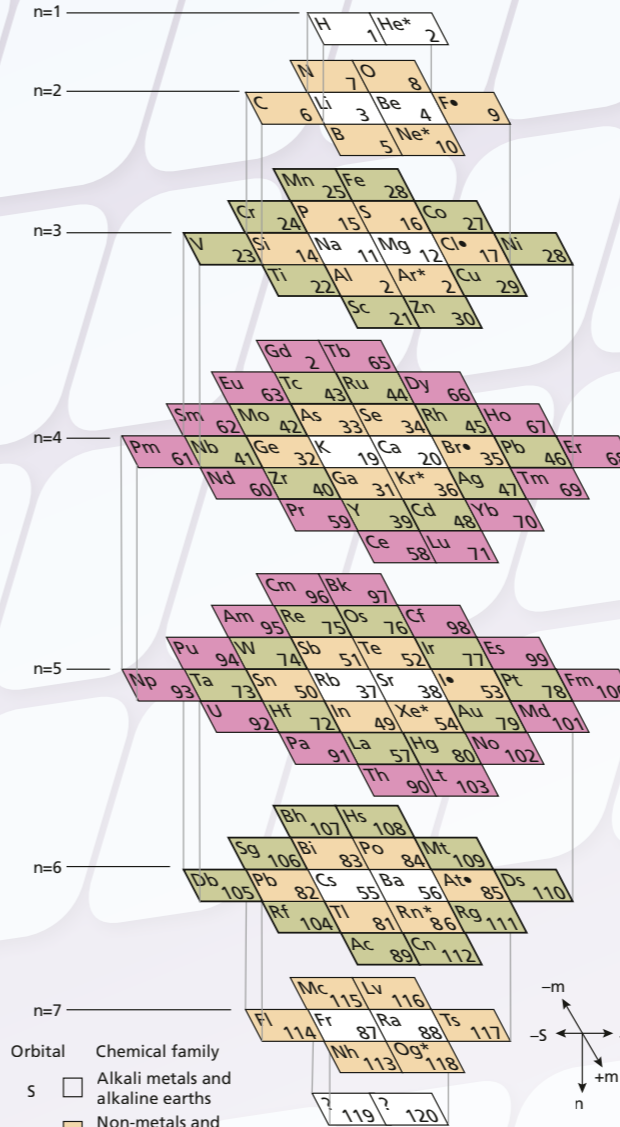 n=1
H 1 He* 2
N 7 O 8
n=2
C 6 Li 3 Be 4 F• 9
B 5 Ne* 10
Mn 25 Fe 28
Cr 24 P 15 S 16 Co 27
n=3
V 23 Si 14 Na 11 Mg 12 Cl• 17 Ni 28
Ti 22 Al 2 Ar* 2 Cu 29
Sc 21 Zn 30
Gd 2 Tb 65
Eu 63 Tc 43 Ru 44 Dy 66
Sm 62 Mo 42 As 33 Se 34 Rh 45 Ho 67
n=4
Pm 61 Nb 41 Ge 32 K 19 Ca 20 Br• 35 Pb 46 Er
Nd 60 Zr 40 Ga 31 Kr* 36 Ag 47 Tm 69
Pr 59 Y 39 Cd 48 Yb 70
Ce 58 Lu 71
Cm 96 Bk 97
Am 95 Re 75 Os 76 Cf 98
Pu 94 W 74 Sb 51 Te 52 Ir 77 Es 99
n=5
Np 93 Ta 73 Sn 50 Rb 37 Sr 38 I• 53 Pt 78 Fm
U 92 Hf 72 In 49 Xe* 54 Au 79 Md 101
Pa 91 La 57 Hg 80 No 102
Th 90 Lt 103
Bh 107 Hs 108
Sg 106 Bi 83 Po 84 Mt 109
n=6
Db 105 Pb 82 Cs 55 Ba 56 At• 85 Ds 110
Rf 104 Tl 81 Rn* 86 Rg 111
Ac 89 Cn 112
Mc 115 Lv 116
n=7
Fl 114 Fr 87 Ra 88 Ts 117
Nh 113 Og* 118
? 119 ? 120
-m
-S
+m
n
Orbital Chemical family
S Alkali metals and
alkaline earths
Non-metals and